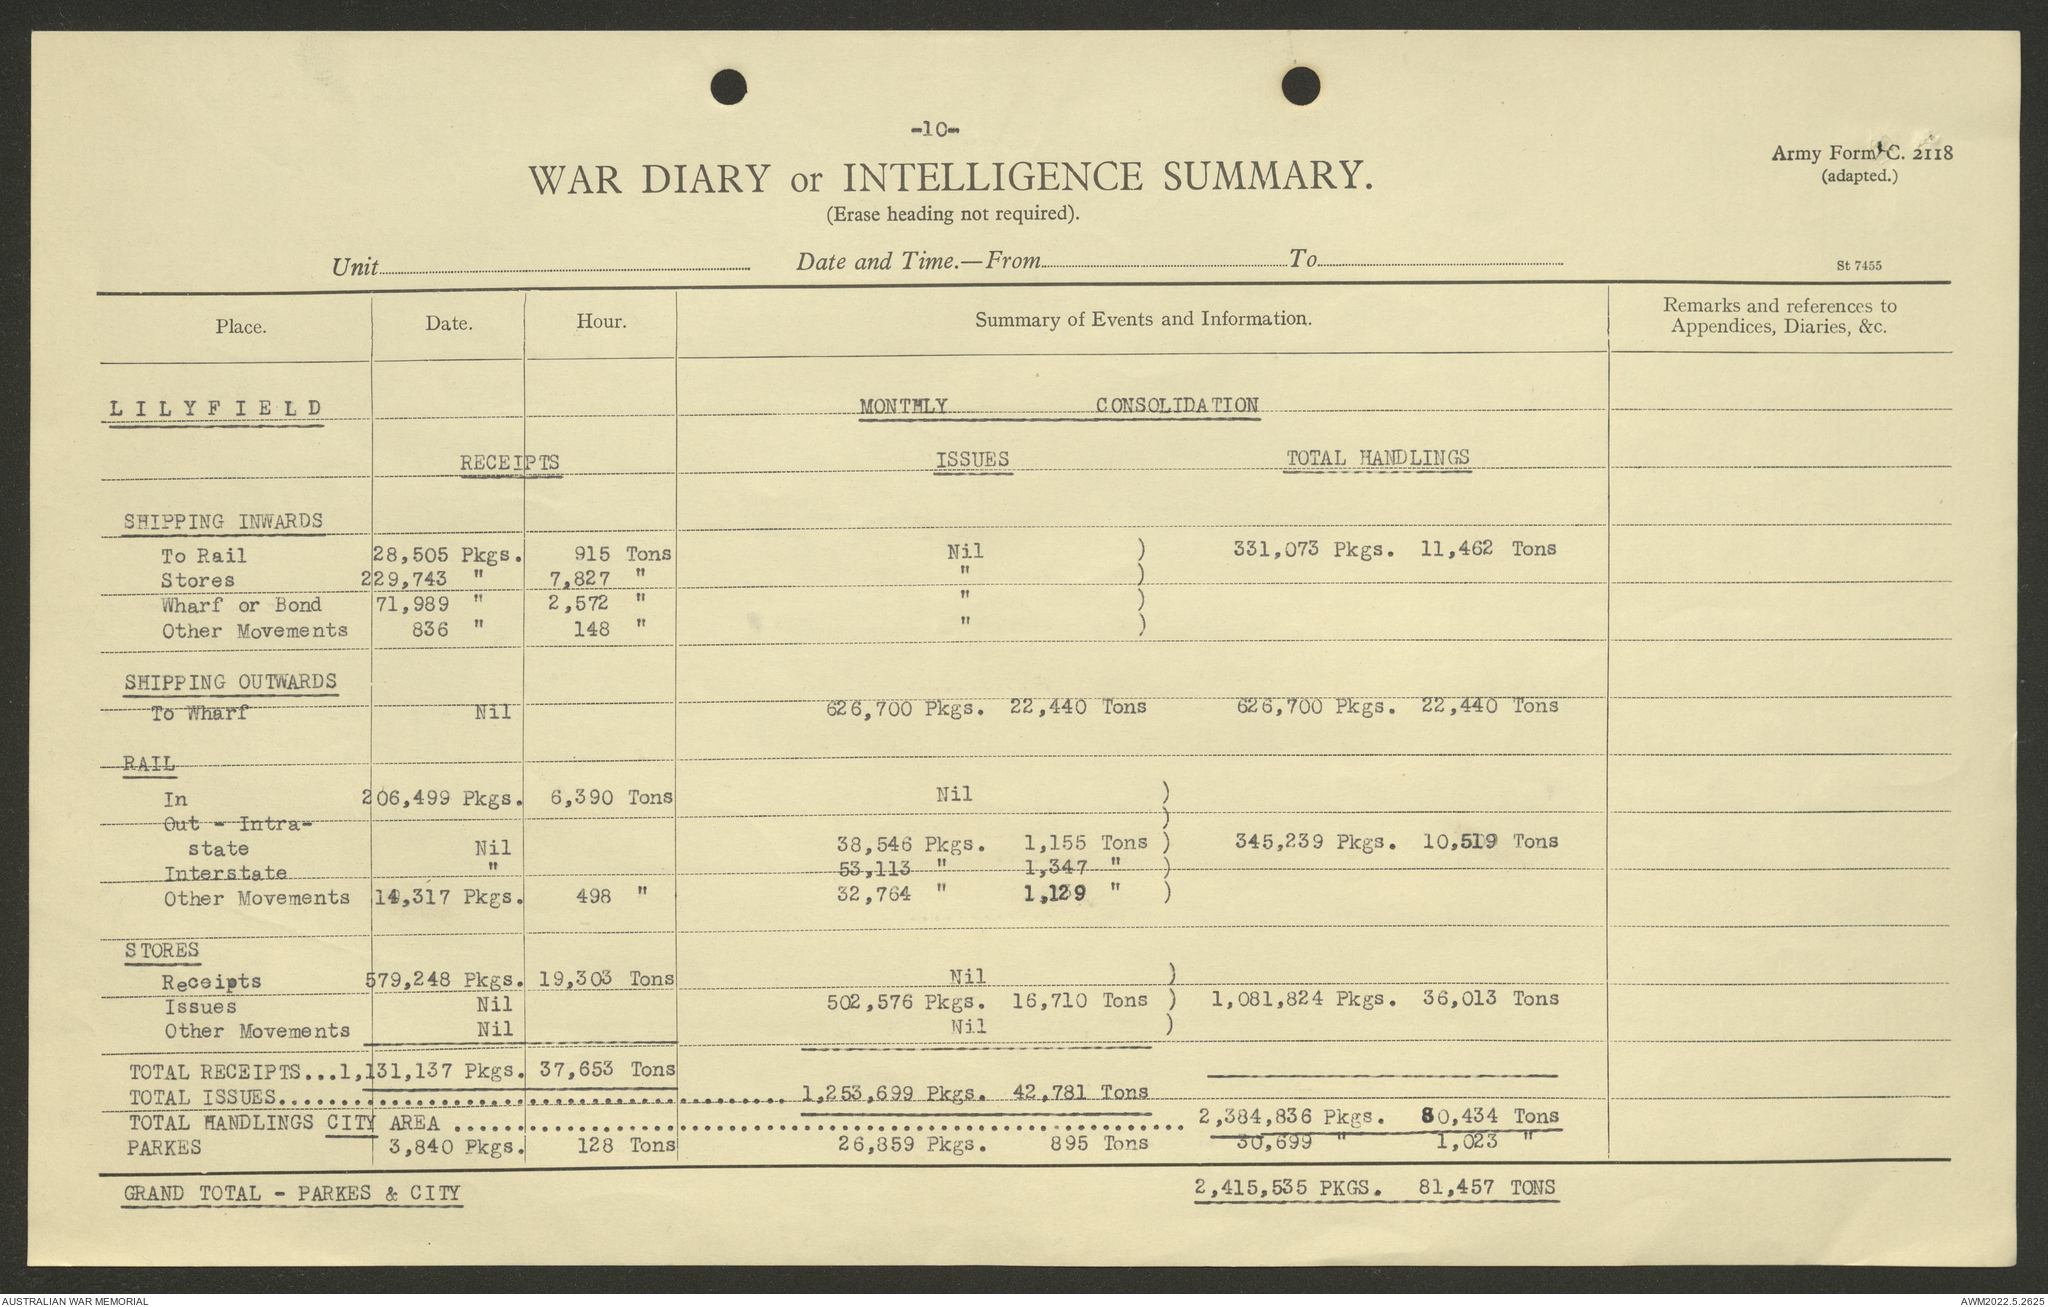 -10-
Army Form C. 2118
(adapted.)
WAR DIARY or INTELLIGENCE SUMMARY.
(Erase heading not required).
Unit Date and Time.—From To
St 7455
Place. Date. Hour. Summary of Events and Information. Remarks and references to
Appendices, Diaries, &c.
LILYFIELD MONTHLY CONSOLIDATION
RECEIPTS ISSUES TOTAL HANDLINGS
SHIPPING INWARDS
To Rail 28,505 Pkgs. 915 Tons Nil ) 331,073 Pkgs. 11,462 Tons
Stores 229,743 " 7,827 " " )
Wharf or Bond 71,989 " 2,572 " " )
Other Movements 836 " 148 " " )
SHIPPING OUTWARDS
To Wharf Nil 626,700 Pkgs. 22,440 Tons 626,700 Pkgs. 22,440 Tons
RAIL
In 206,499 Pkgs. 6,390 Tons Nil )
Out - Intra- )
state Nil 38,546 Pkgs. 1,155 Tons ) 345,239 Pkgs. 10,519 Tons
Interstate " 53,113 " 1,347 " )
Other Movements 14,317 Pkgs. 498 " 32,764 " 1,129 " )
STORES
Receipts 579,248 Pkgs. 19,303 Tons Nil )
Issues Nil 502,576 Pkgs. 16,710 Tons ) 1,081,824 Pkgs. 36,013 Tons
Other Movements Nil Nil )
TOTAL RECEIPTS...1,131,137 Pkgs. 37,653 Tons
TOTAL ISSUES........................................ 1,253,699 Pkgs. 42,781 Tons
TOTAL HANDLINGS CITY AREA ............................................................ 2,384,836 Pkgs. 80,434 Tons
PARKES 3,840 Pkgs. 128 Tons 26,859 Pkgs. 895 Tons 30,699 " 1,023 "
GRAND TOTAL - PARKES & CITY 2,415,535 PKGS. 81,457 TONS
AUSTRALIAN WAR MEMORIAL AWM2022.5.2625